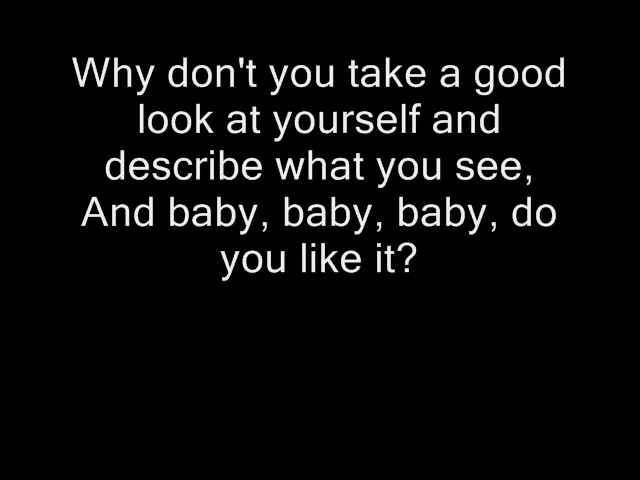 Why don't you take a good
look at yourself and
describe what you see,
And baby, baby, baby, do
you like it?